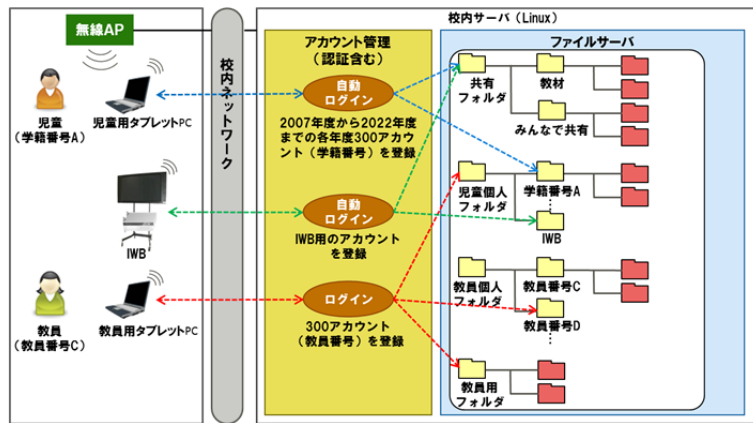 無線AP
児童
(学籍番号A)
児童用タブレットPC
IWB
教員
(教員番号C)
教員用タブレットPC
校内ネットワーク
校内サーバ(Linux)
アカウント管理
(認証含む)
自動
ログイン
2007年度から2022年度
までの各年度300アカウ
ント(学籍番号)を登録
自動
ログイン
IWB用のアカウント
を登録
ログイン
300アカウント
(教員番号)を登録
ファイルサーバ
共有
フォルダ
教材
みんなで共有
児童個人
フォルダ
学籍番号A
IWB
教員個人
フォルダ
教員番号C
教員番号D
教員用
フォルダ